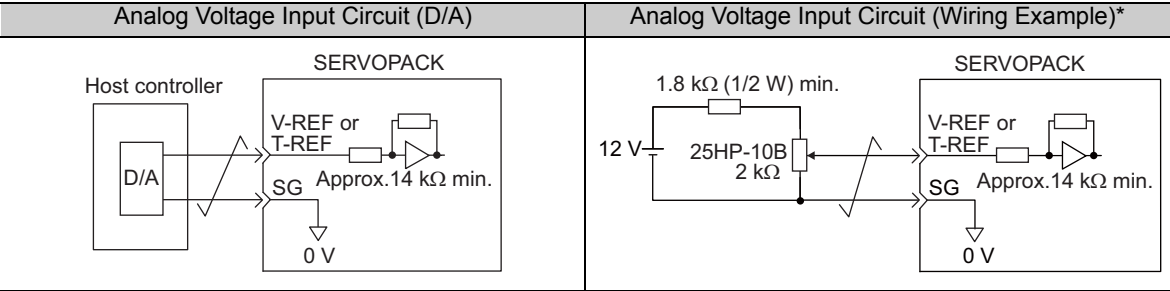 Analog Voltage Input Circuit (D/A)
Analog Voltage Input Circuit (Wiring Example)*
SERVOPACK
Host controller
V-REF or
T-REF
D/A
Approx.14 kΩ min.
SG
0 V
SERVOPACK
1.8 kΩ (1/2 W) min.
V-REF or
T-REF
12 V
25HP-10B
2 kΩ
Approx.14 kΩ min.
SG
0 V